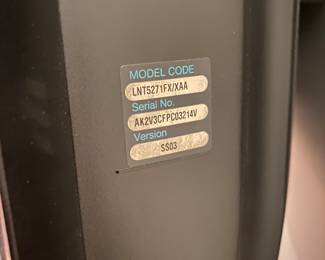 MODEL CODE
LNT5271FX/XAA
Serial No.
AK2V3CFPC03214V
Version
SS03